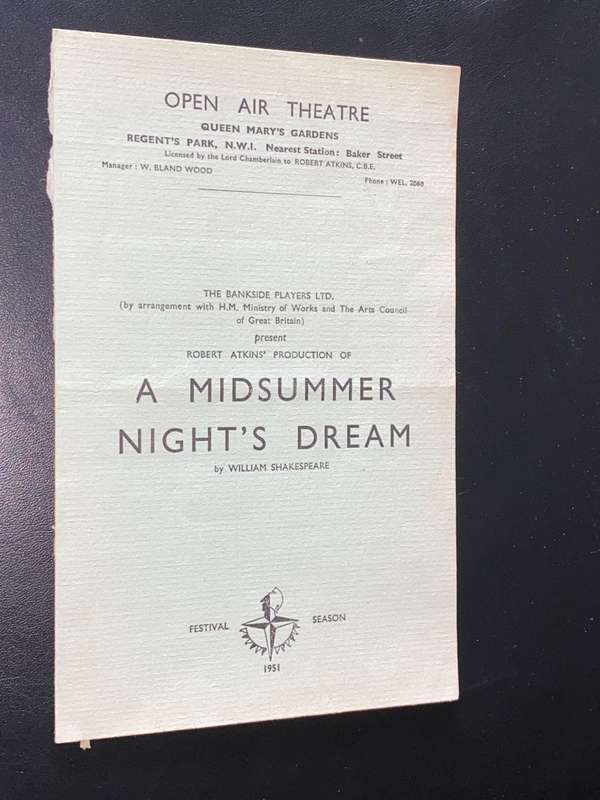 OPEN AIR THEATRE
QUEEN MARY'S GARDENS
REGENT'S PARK, N.W.I. Nearest Station: Baker Street
Licensed by the Lord Chamberlain to ROBERT ATKINS, C.B.E.
Manager: W. BLAND WOOD
Phone: WEL. 2060
THE BANKSIDE PLAYERS LTD.
(by arrangement with H.M. Ministry of Works and The Arts Council
of Great Britain)
present
ROBERT ATKINS' PRODUCTION OF
A MIDSUMMER
NIGHT'S DREAM
by WILLIAM SHAKESPEARE
FESTIVAL SEASON
1951